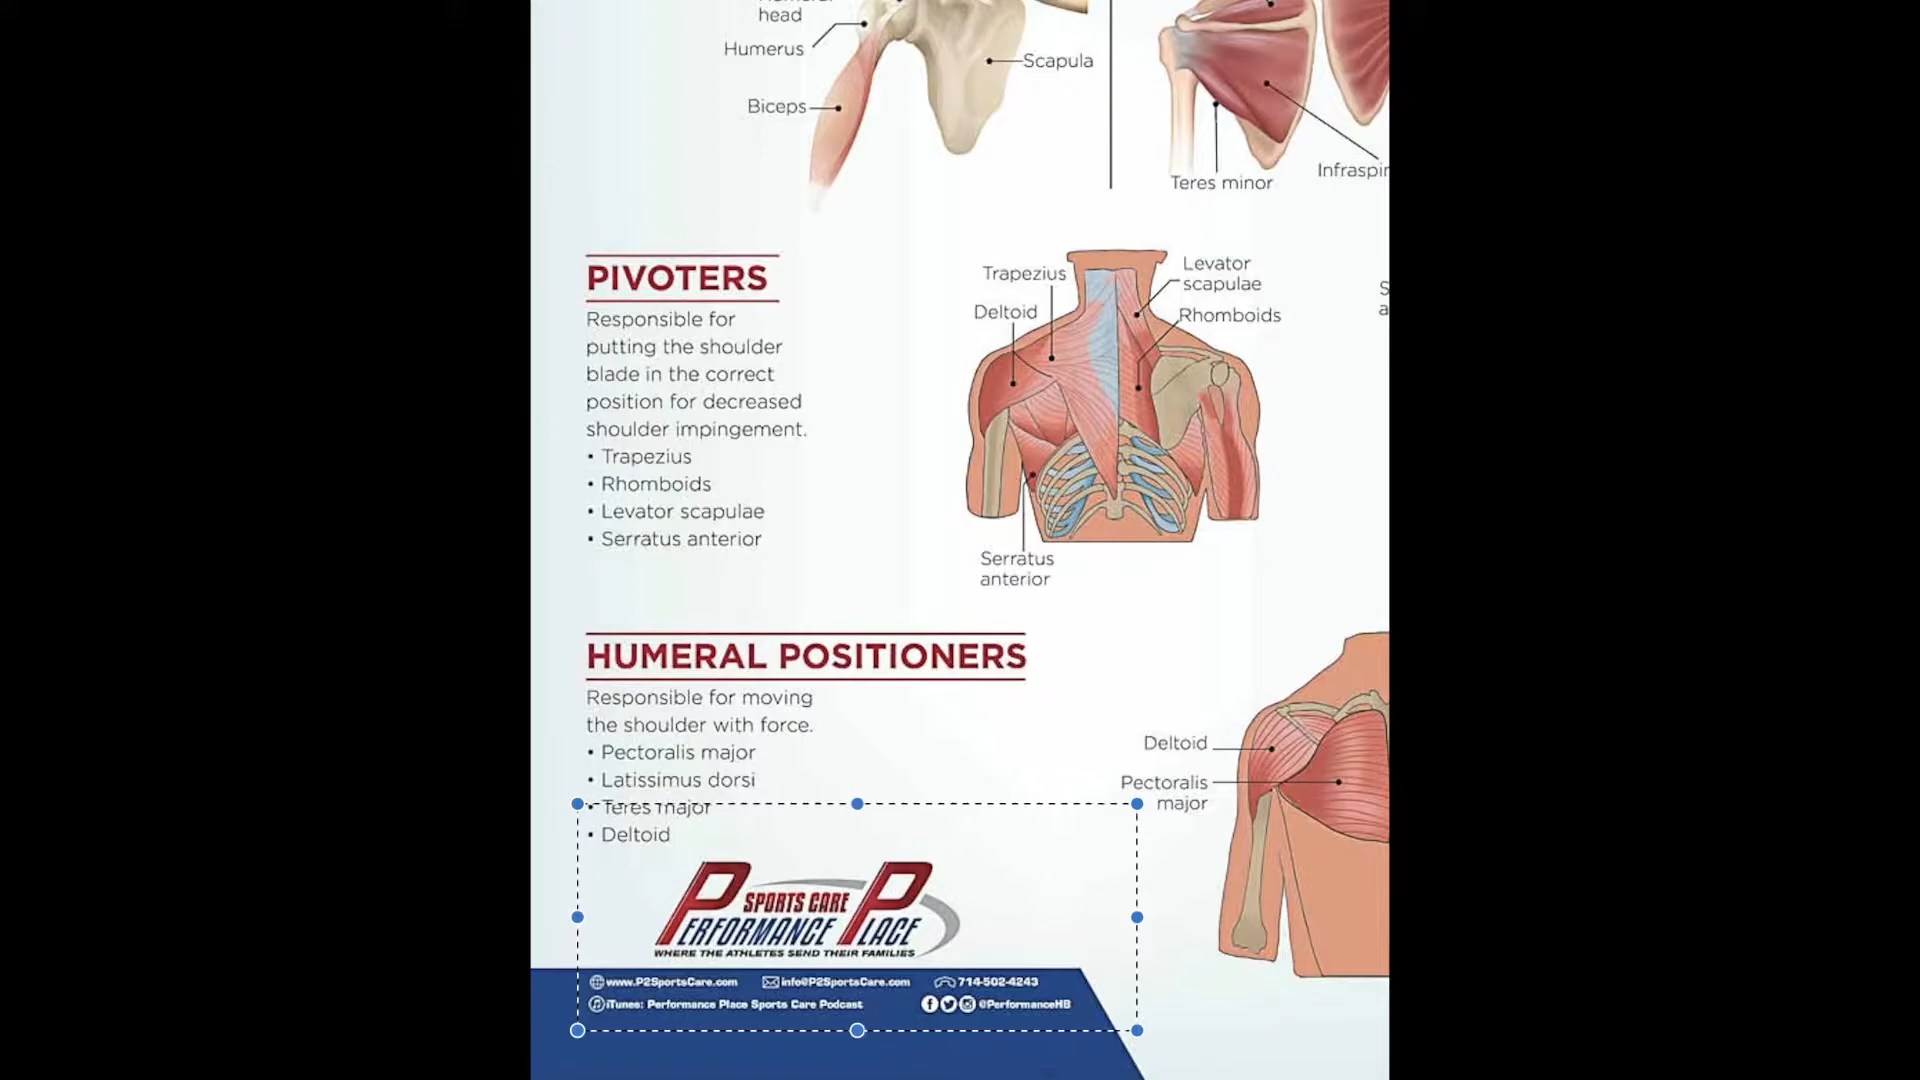 head
Humerus
Scapula
Biceps
Teres minor
PIVOTERS
Responsible for
putting the shoulder
blade in the correct
position for decreased
shoulder impingement.
• Trapezius
• Rhomboids
• Levator scapulae
• Serratus anterior
Trapezius
Levator
scapulae
Deltoid
Rhomboids
Serratus
anterior
HUMERAL POSITIONERS
Responsible for moving
the shoulder with force.
• Pectoralis major
• Latissimus dorsi
• Teres major
• Deltoid
Deltoid
Pectoralis
major
SPORTS CARE
PERFORMANCE PLACE
WHERE THE ATHLETES SEND THEIR FAMILIES
www.P2SportsCare.com info@P2SportsCare.com 714-502-4243
iTunes: Performance Place Sports Care Podcast @PerformanceHB